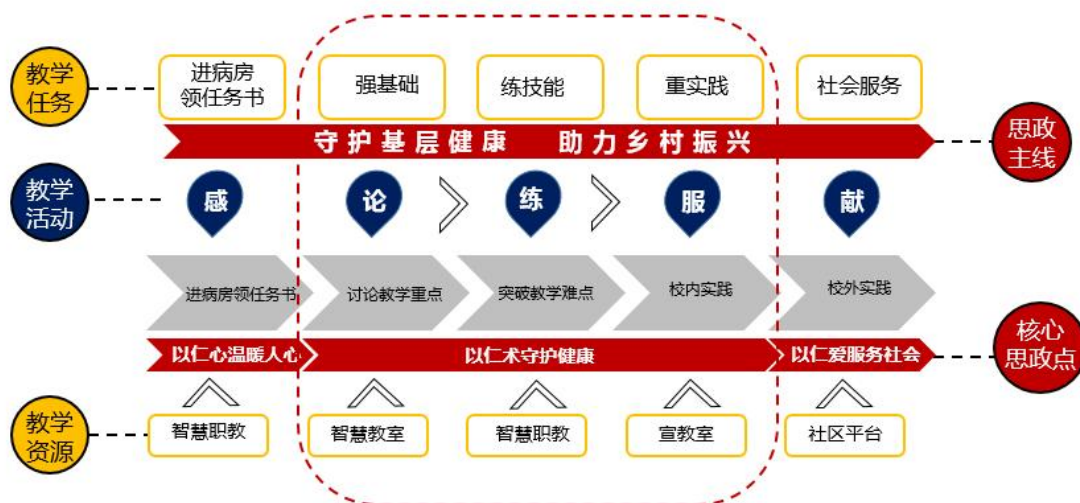 教学
任务
进病房
领任务书
强基础
练技能
重实践
社会服务
守护基层健康 助力乡村振兴
思政
主线
教学
活动
感
论
练
服
献
进病房领任务书
讨论教学重点
突破教学难点
校内实践
校外实践
以仁心温暖人心
以仁术守护健康
以仁爱服务社会
核心
思政点
教学
资源
智慧职教
智慧教室
智慧职教
宣教室
社区平台